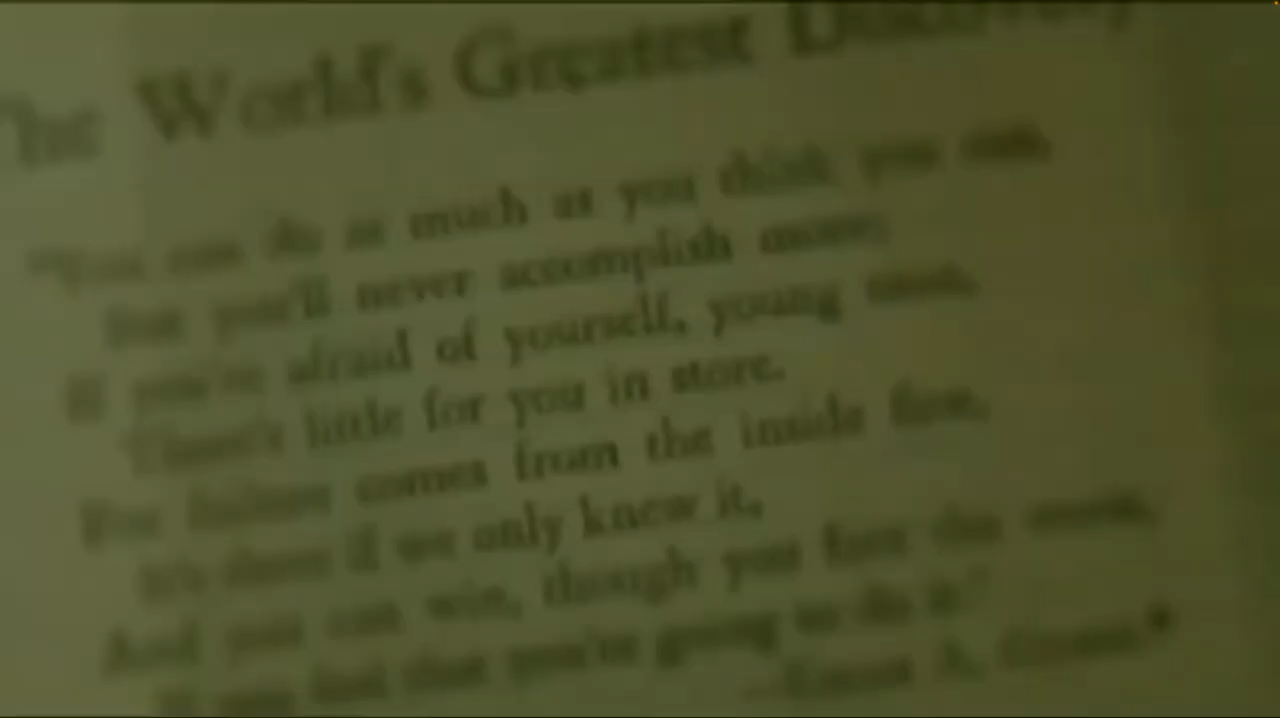 The World's Greatest Discovery
"You can do as much as you think you can,
But you'll never accomplish more;
If you're afraid of yourself, young man,
There's little for you in store.
For failure comes from the inside first,
It's there if we only knew it,
And you can win, though you face the worst,
If you feel that you're going to do it."
A.